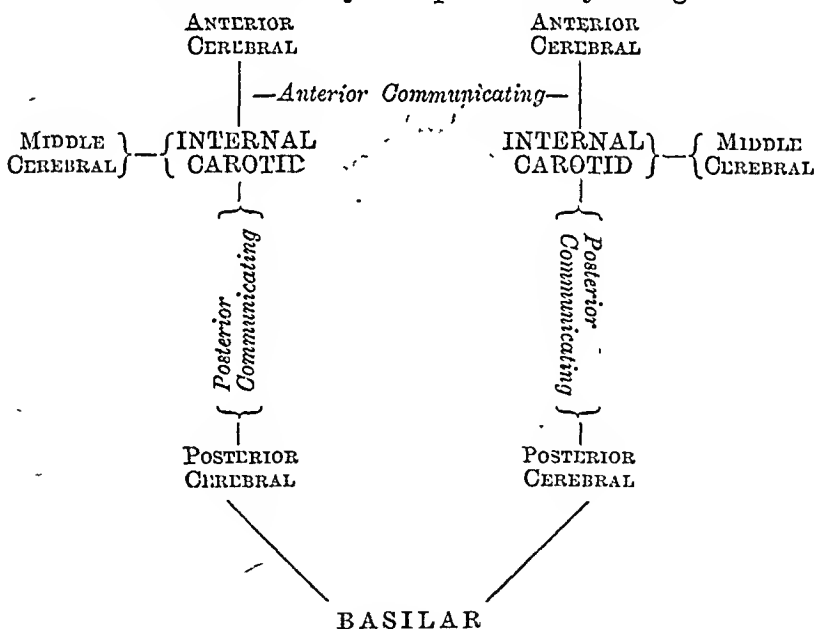 ANTERIOR ANTERIOR
CEREBRAL CEREBRAL
—Anterior Communicating—
MIDDLE INTERNAL INTERNAL MIDDLE
CEREBRAL CAROTID CAROTID CEREBRAL
Posterior
Communicating
Posterior
Communicating
POSTERIOR POSTERIOR
CEREBRAL CEREBRAL
BASILAR